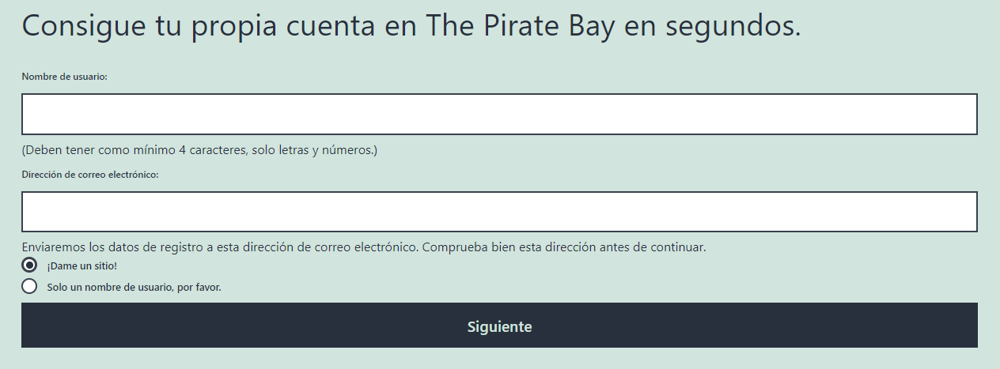 Consigue tu propia cuenta en The Pirate Bay en segundos.
Nombre de usuario:
(Deben tener como mínimo 4 caracteres, solo letras y números.)
Dirección de correo electrónico:
Enviaremos los datos de registro a esta dirección de correo electrónico. Comprueba bien esta dirección antes de continuar.
¡Dame un sitio!
Solo un nombre de usuario, por favor.
Siguiente